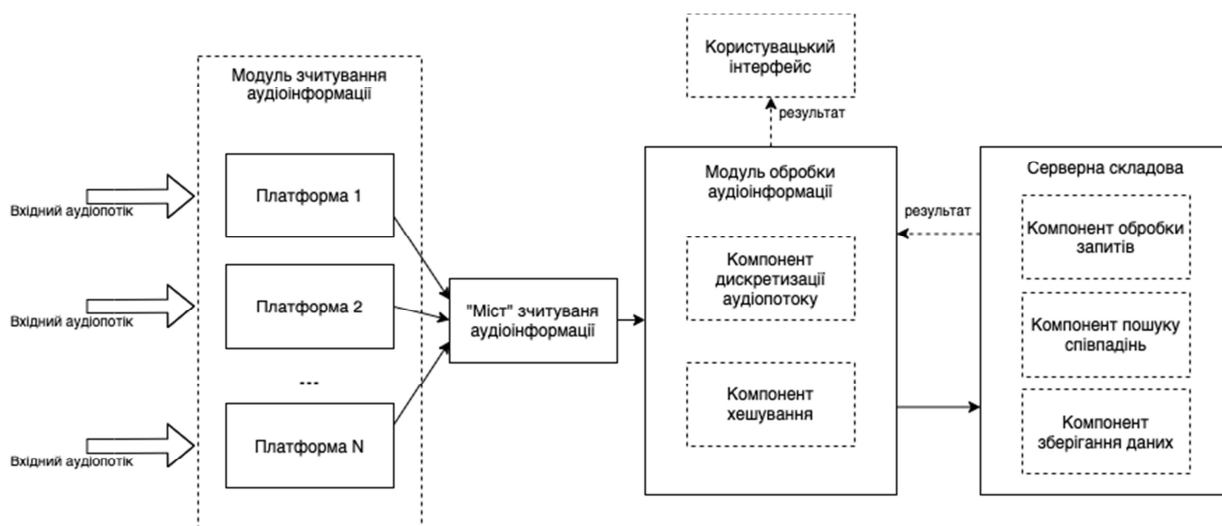 Користувацький
інтерфейс
результат
Модуль зчитування
аудіоінформації
Вхідний аудіопотік
Платформа 1
Вхідний аудіопотік
Платформа 2
...
Вхідний аудіопотік
Платформа N
"Міст" зчитуваня
аудіоінформації
Модуль обробки
аудіоінформації
Компонент
дискретизації
аудіопотоку
Компонент
хешування
результат
Серверна складова
Компонент обробки
запитів
Компонент пошуку
співпадінь
Компонент
зберігання даних